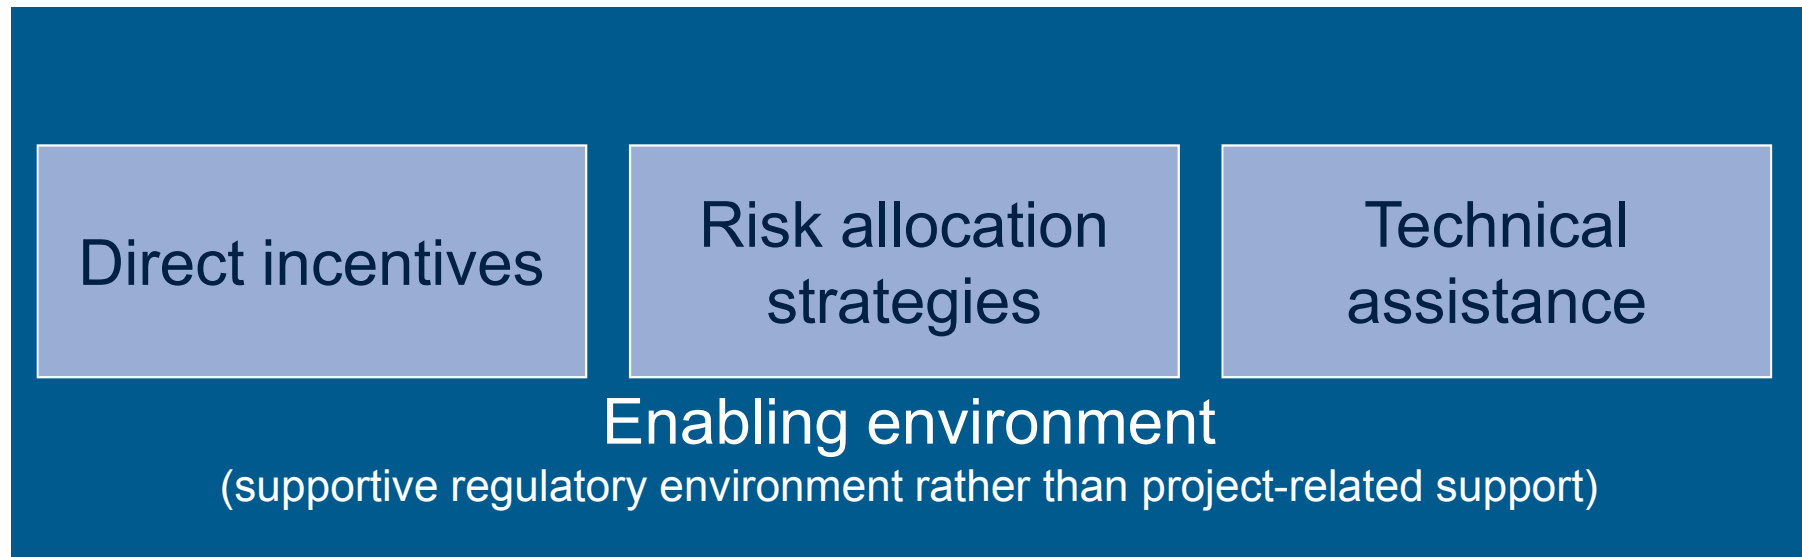 Direct incentives
Risk allocation
strategies
Technical
assistance
Enabling environment
(supportive regulatory environment rather than project-related support)